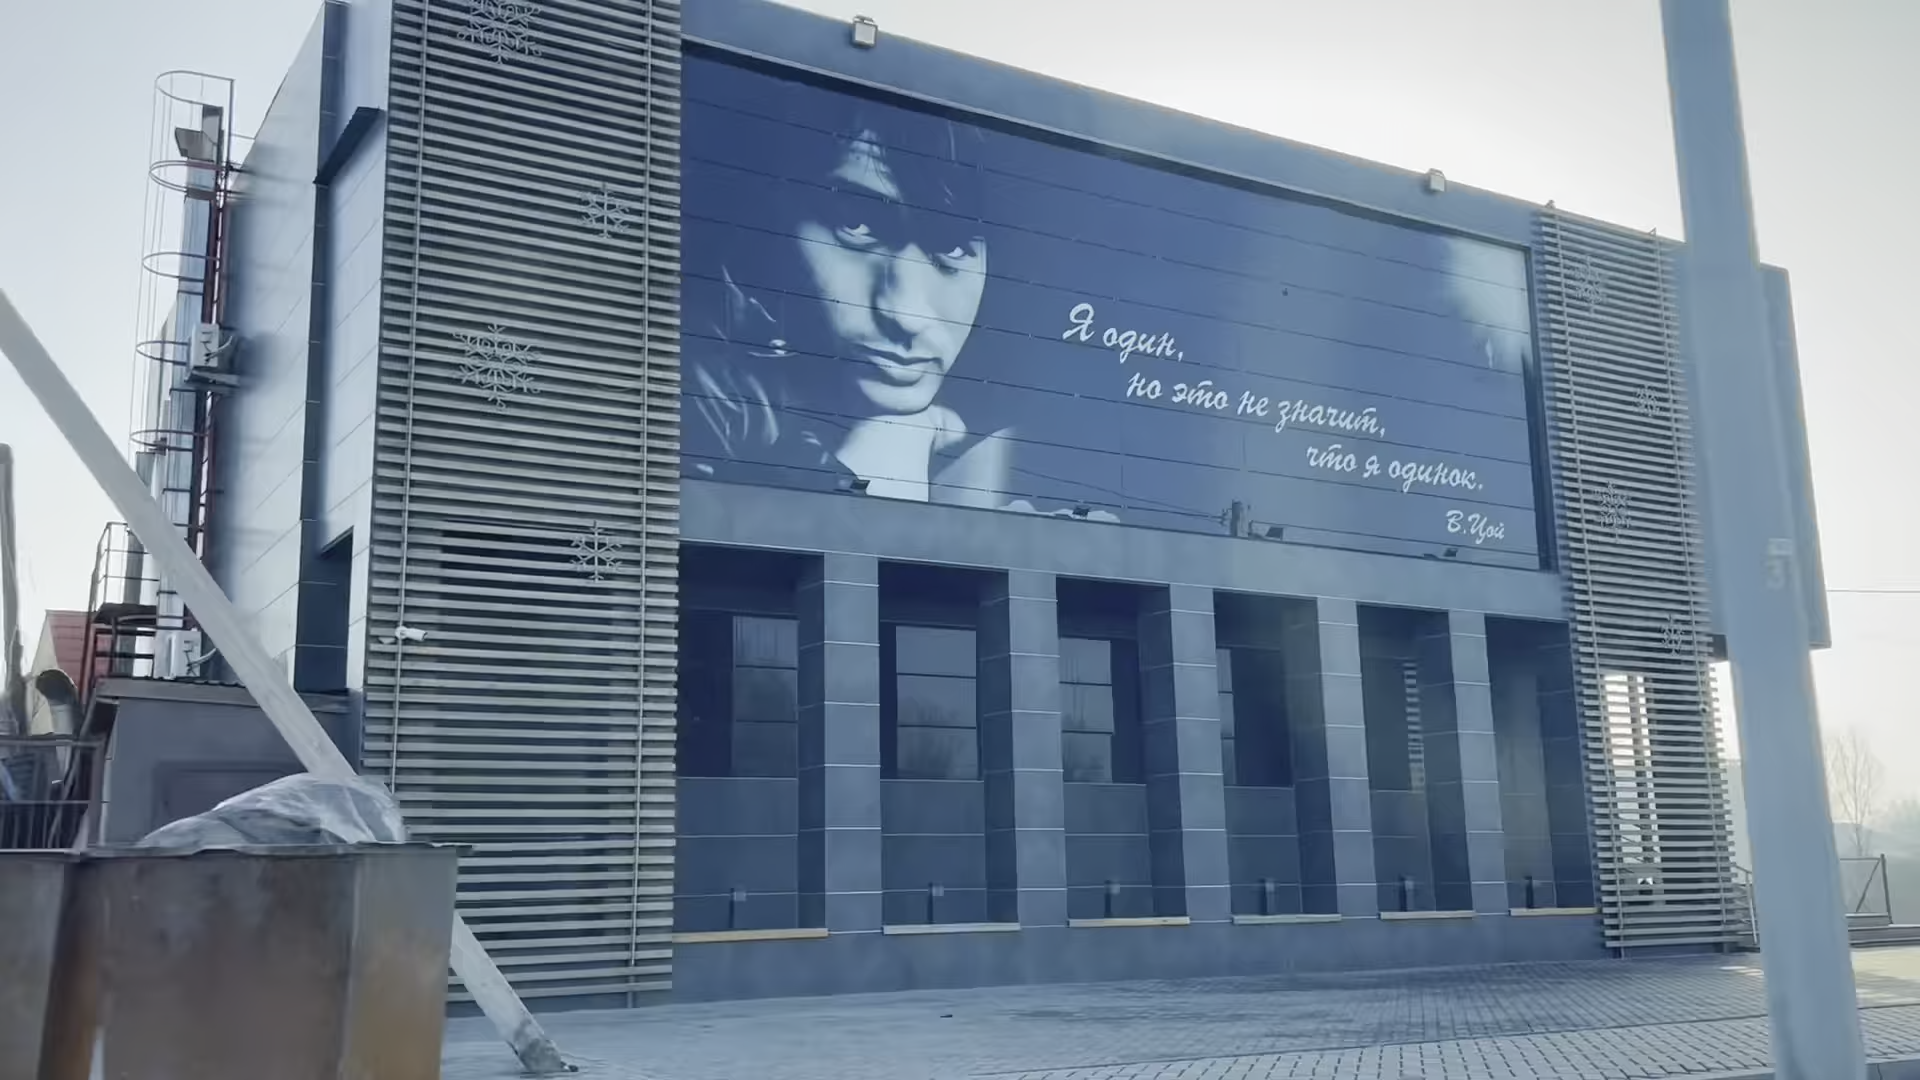 Я один,
но это не значит,
что я одинок.
В.Цой